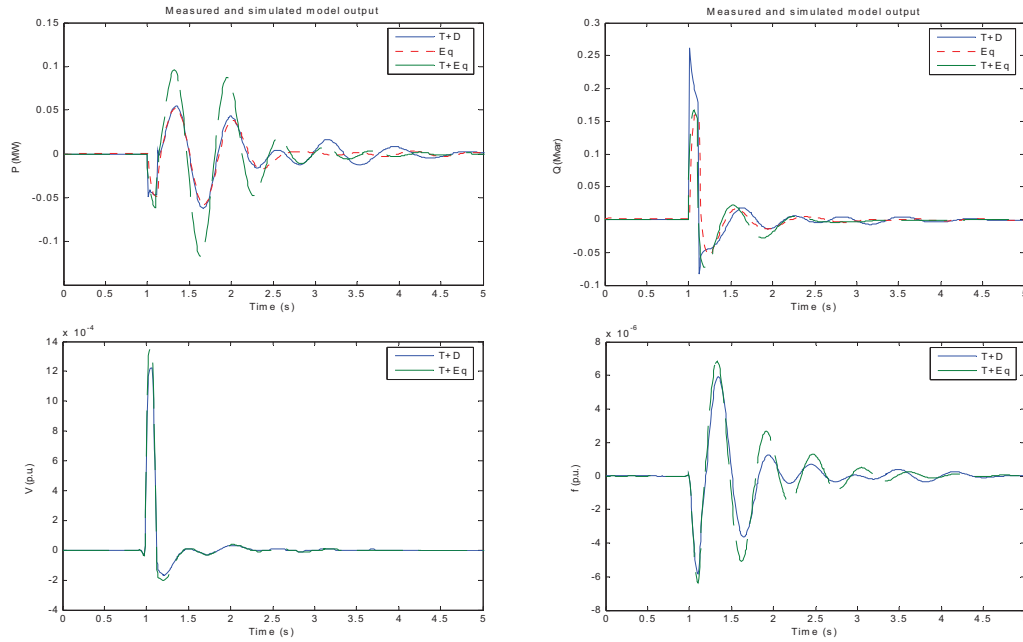 Measured and simulated model output
P (MW)
0.15
0.1
0.05
0
-0.05
-0.1
T+D
Eq
T+Eq
0 0.5 1 1.5 2 2.5 3 3.5 4 4.5 5
Time (s)
Measured and simulated model output
Q (Mvar)
0.3
0.25
0.2
0.15
0.1
0.05
0
-0.05
-0.1
T+D
Eq
T+Eq
0 0.5 1 1.5 2 2.5 3 3.5 4 4.5
Time (s)
x 10^-4
V (p.u.)
14
12
10
8
6
4
2
0
-2
-4
T+D
T+Eq
0 0.5 1 1.5 2 2.5 3 3.5 4 4.5 5
Time (s)
x 10^-6
f (p.u.)
8
6
4
2
0
-2
-4
-6
-8
T+D
T+Eq
0 0.5 1 1.5 2 2.5 3 3.5 4 4.5
Time (s)